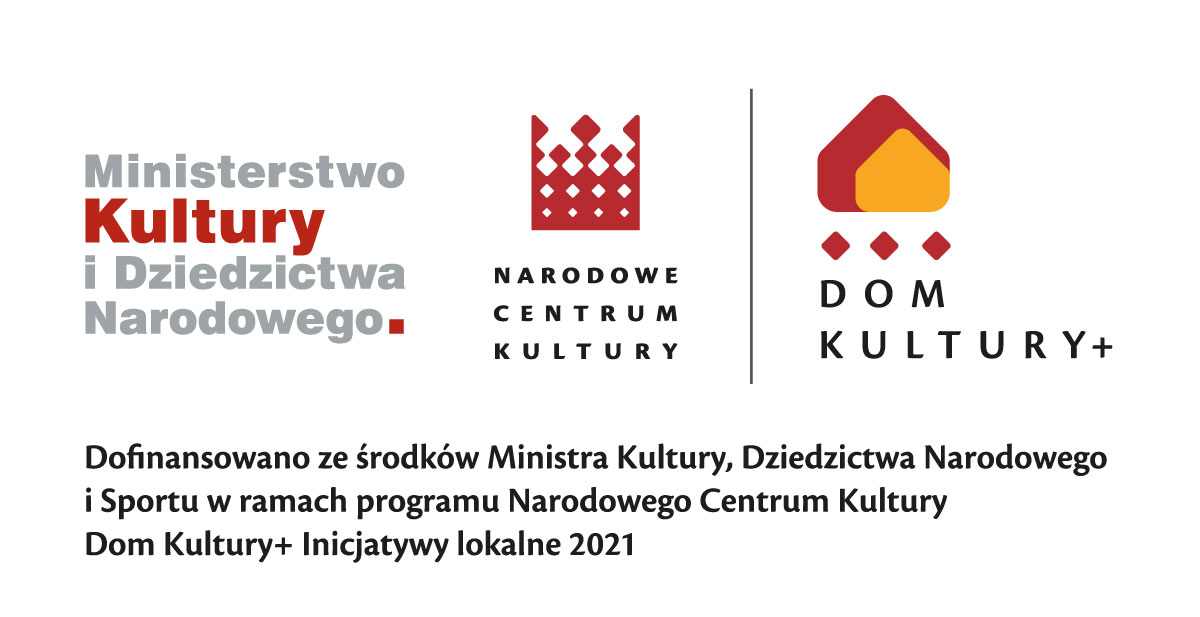 Ministerstwo
Kultury
i Dziedzictwa
Narodowego.
NARODOWE
CENTRUM
KULTURY
DOM
KULTURY+
Dofinansowano ze środków Ministra Kultury, Dziedzictwa Narodowego
i Sportu w ramach programu Narodowego Centrum Kultury
Dom Kultury+ Inicjatywy lokalne 2021